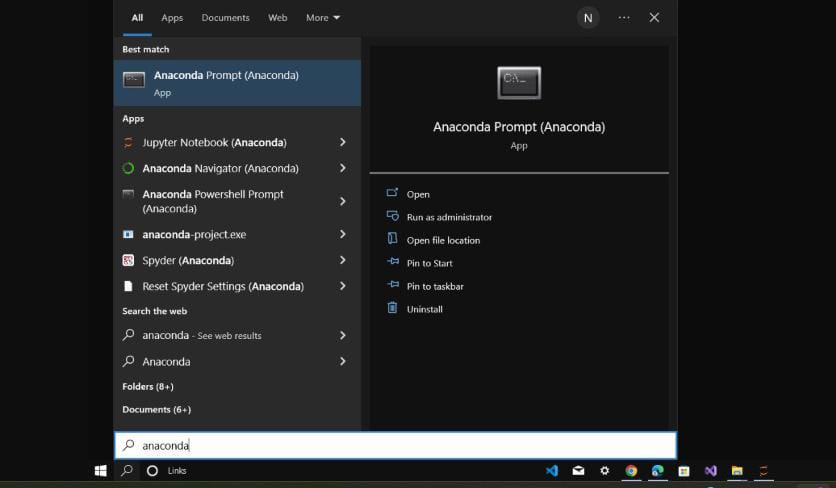 All Apps Documents Web More N
Best match
Anaconda Prompt (Anaconda)
App
Apps
Jupyter Notebook (Anaconda)
Anaconda Navigator (Anaconda)
Anaconda Powershell Prompt
(Anaconda)
anaconda-project.exe
Spyder (Anaconda)
Reset Spyder Settings (Anaconda)
Search the web
anaconda - See web results
Anaconda
Folders (8+)
Documents (6+)
C:\_
Anaconda Prompt (Anaconda)
App
Open
Run as administrator
Open file location
Pin to Start
Pin to taskbar
Uninstall
anaconda
Links